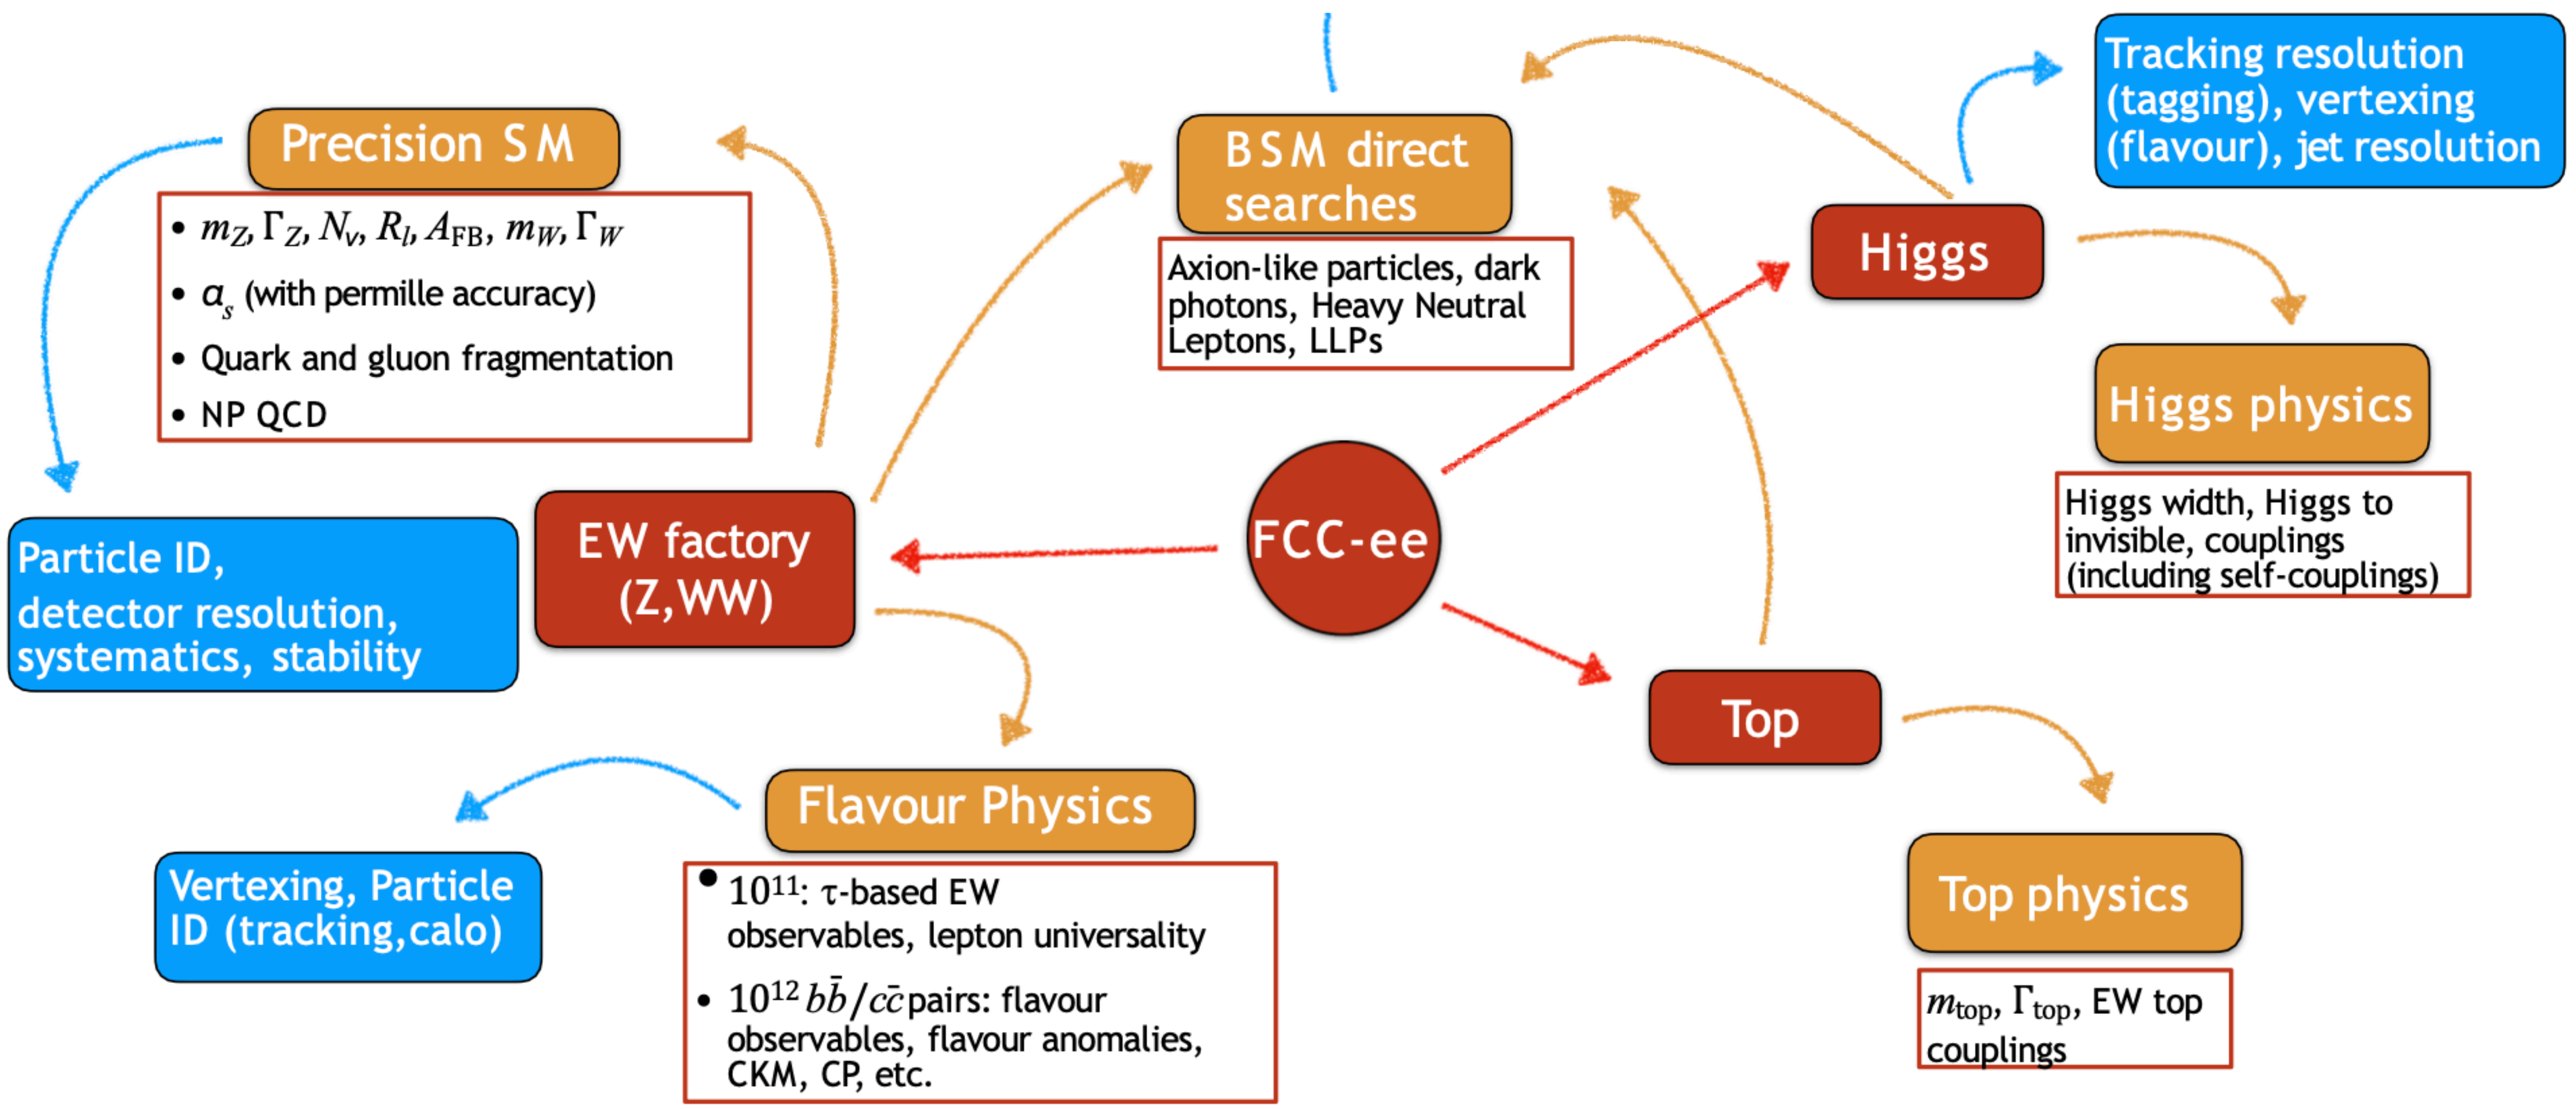 Precision SM
• m_Z, Γ_Z, N_ν, R_l, A_FB, m_W, Γ_W
• α_s (with permille accuracy)
• Quark and gluon fragmentation
• NP QCD
BSM direct
searches
Axion-like particles, dark
photons, Heavy Neutral
Leptons, LLPs
Tracking resolution
(tagging), vertexing
(flavour), jet resolution
Higgs
Higgs physics
Higgs width, Higgs to
invisible, couplings
(including self-couplings)
Particle ID,
detector resolution,
systematics, stability
EW factory
(Z,WW)
FCC-ee
Top
Flavour Physics
• 10¹¹: τ-based EW
observables, lepton universality
• 10¹² bb̄/cc̄ pairs: flavour
observables, flavour anomalies,
CKM, CP, etc.
Vertexing, Particle
ID (tracking,calo)
Top physics
m_top, Γ_top, EW top
couplings